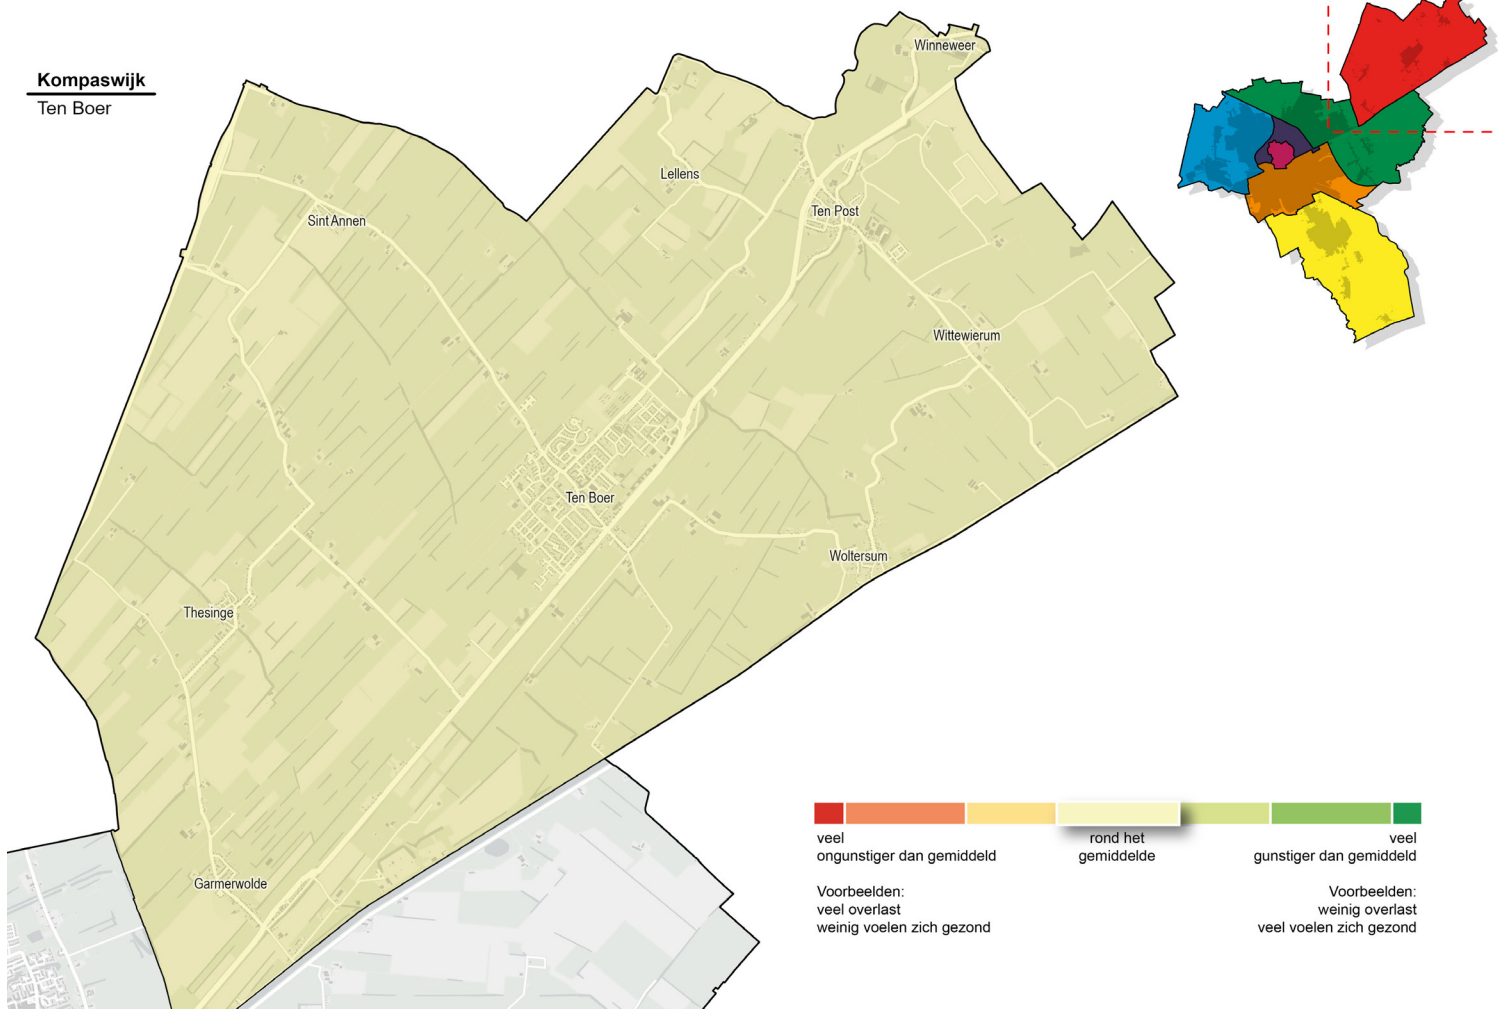 Kompaswijk
Ten Boer
Winneweer
Lellens
Ten Post
Sint Annen
Wittewierum
Ten Boer
Woltersum
Thesinge
Garmerwolde
veel
ongunstiger dan gemiddeld
rond het
gemiddelde
veel
gunstiger dan gemiddeld
Voorbeelden:
veel overlast
weinig voelen zich gezond
Voorbeelden:
weinig overlast
veel voelen zich gezond